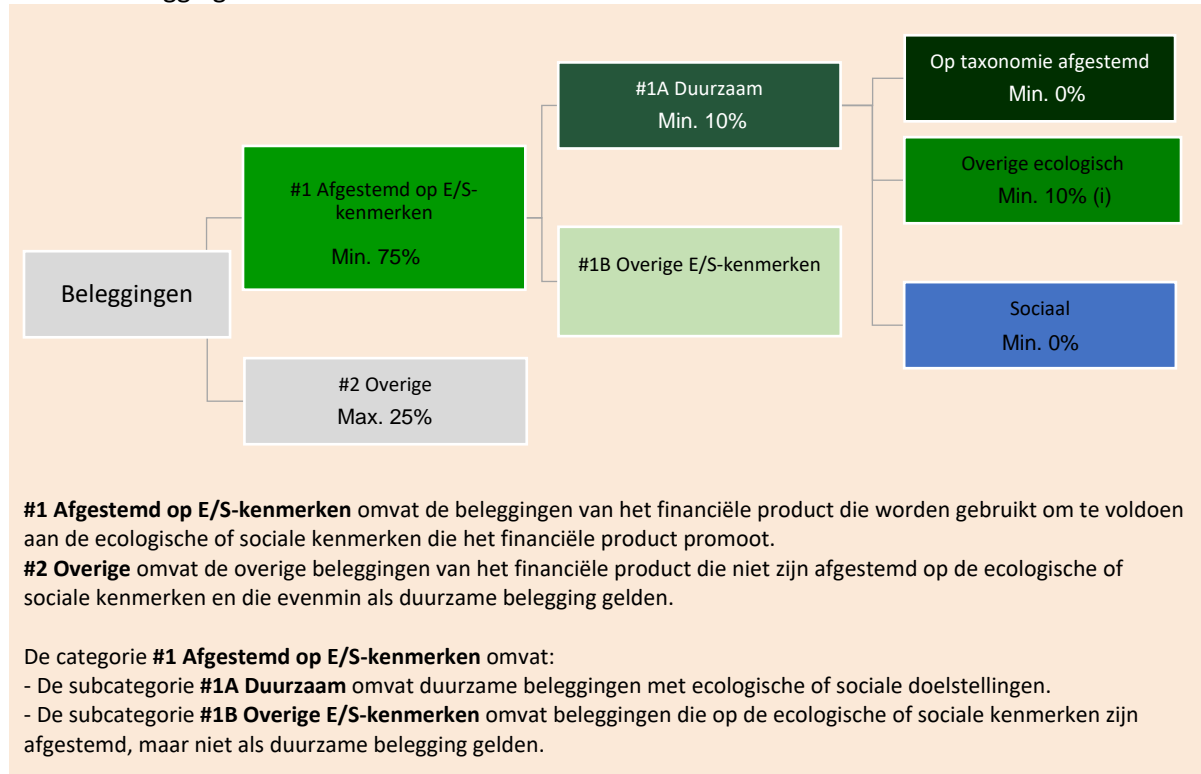 Op taxonomie afgestemd
Min. 0%
#1A Duurzaam
Min. 10%
Overige ecologisch
Min. 10% (i)
#1 Afgestemd op E/S-
kenmerken
Min. 75%
#1B Overige E/S-kenmerken
Beleggingen
Sociaal
Min. 0%
#2 Overige
Max. 25%
#1 Afgestemd op E/S-kenmerken omvat de beleggingen van het financiële product die worden gebruikt om te voldoen
aan de ecologische of sociale kenmerken die het financiële product promoot.
#2 Overige omvat de overige beleggingen van het financiële product die niet zijn afgestemd op de ecologische of
sociale kenmerken en die evenmin als duurzame belegging gelden.
De categorie #1 Afgestemd op E/S-kenmerken omvat:
- De subcategorie #1A Duurzaam omvat duurzame beleggingen met ecologische of sociale doelstellingen.
- De subcategorie #1B Overige E/S-kenmerken omvat beleggingen die op de ecologische of sociale kenmerken zijn
afgestemd, maar niet als duurzame belegging gelden.